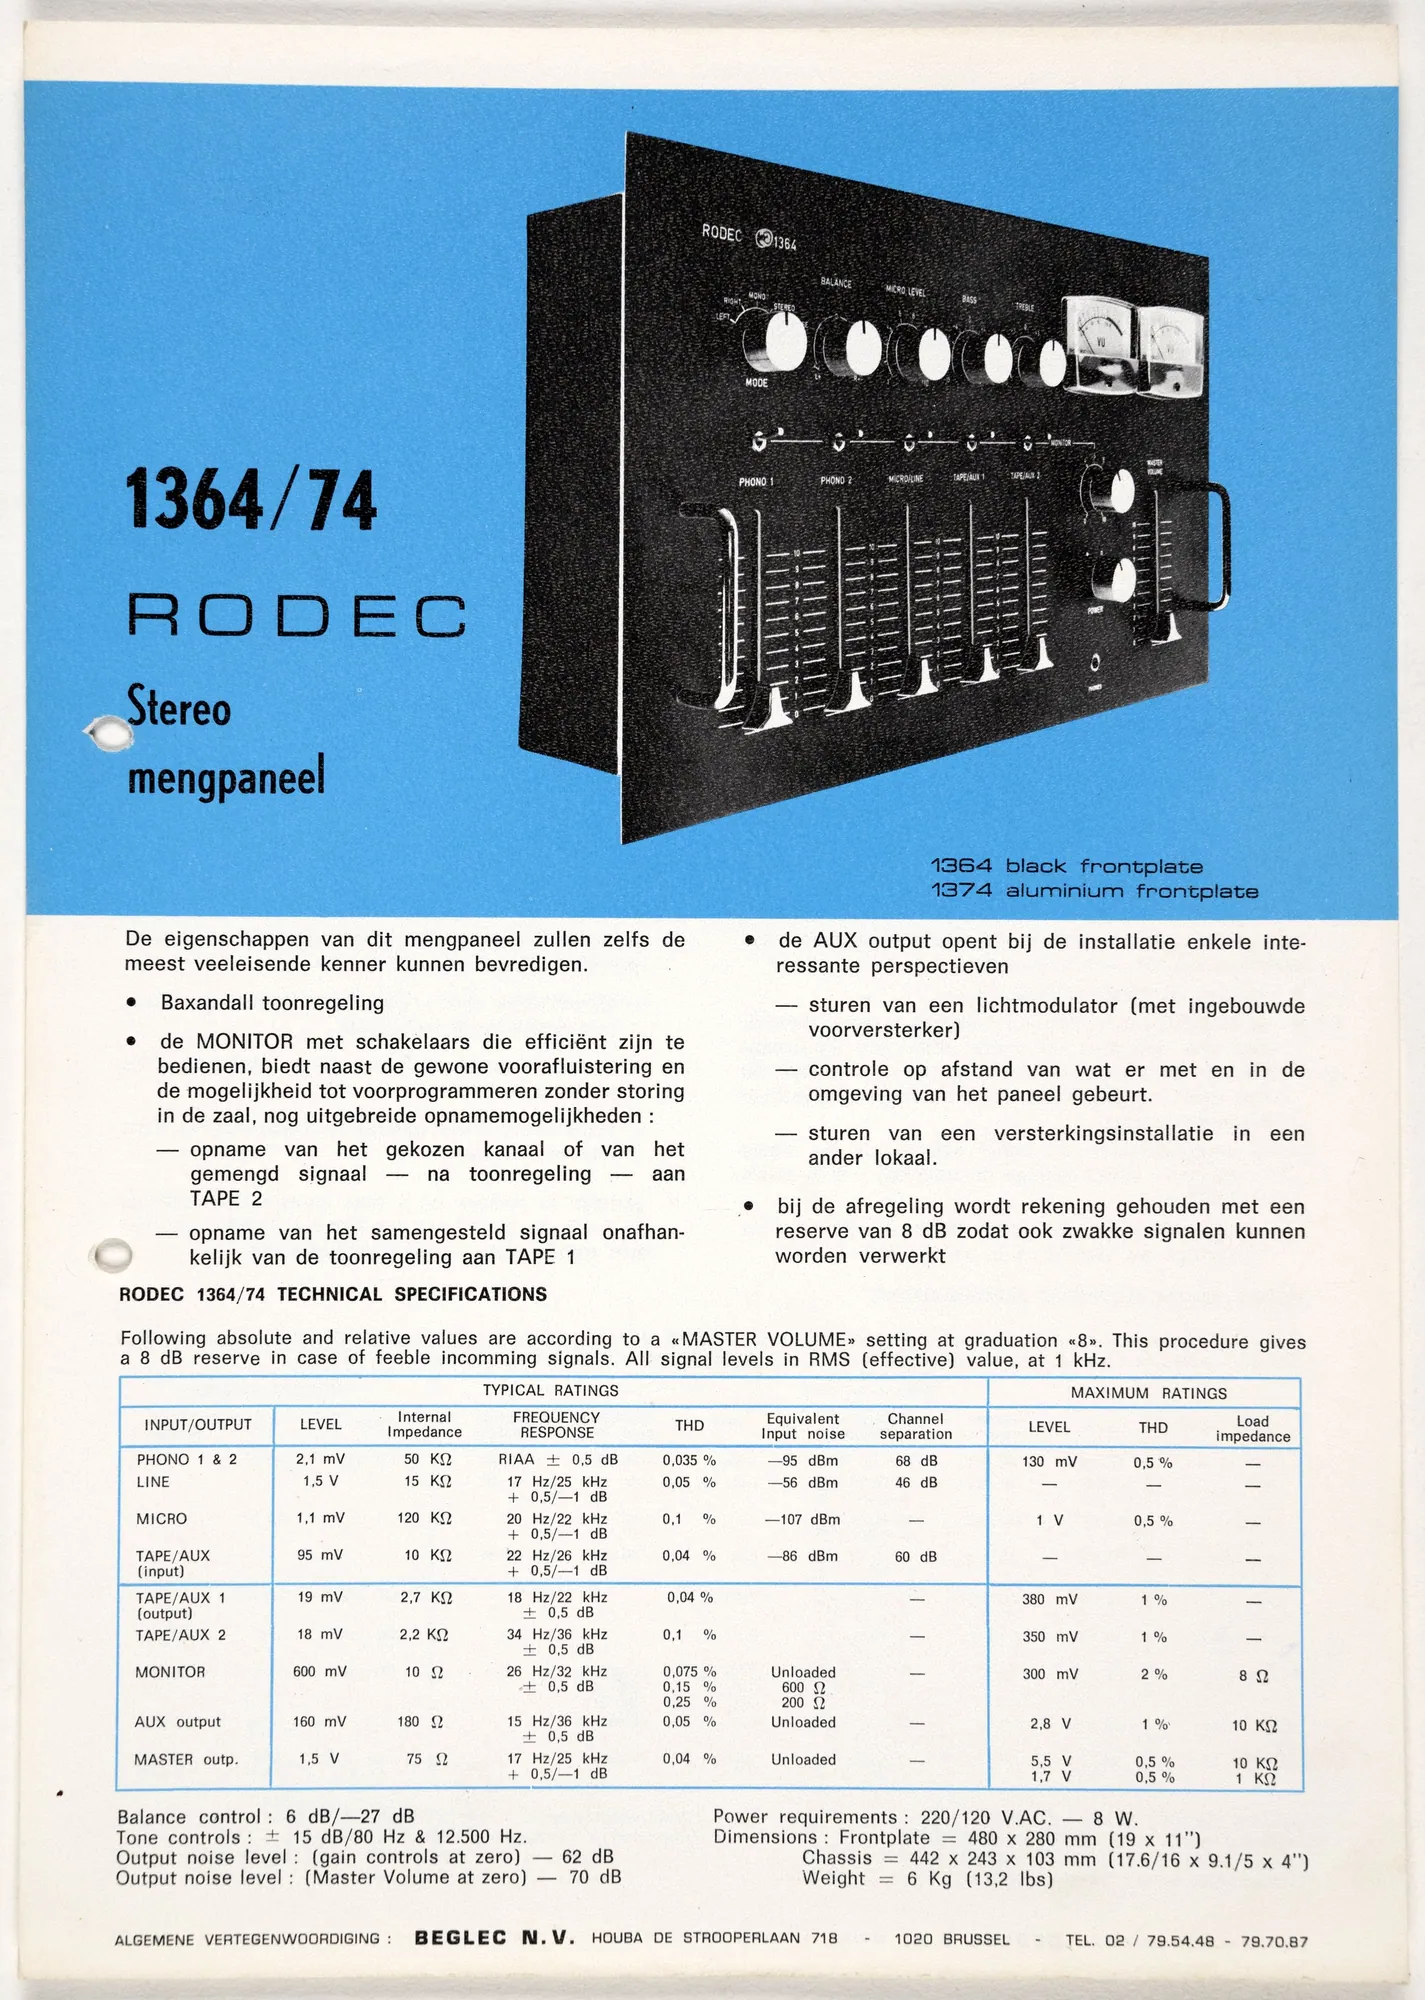 RODEC 1364
BALANCE
MICRO LEVEL
BASS
TREBLE
MONO
RIGHT
STEREO
LEFT
VU
MODE
MONITOR
MASTER
VOLUME
PHONO 1
PHONO 2
MICRO/LINE
TAPE/AUX 1
TAPE/AUX 2
POWER
1364/74
RODEC
Stereo
mengpaneel
1364 black frontplate
1374 aluminium frontplate
De eigenschappen van dit mengpaneel zullen zelfs de
meest veeleisende kenner kunnen bevredigen.
• Baxandall toonregeling
• de MONITOR met schakelaars die efficiënt zijn te
bedienen, biedt naast de gewone voorafluistering en
de mogelijkheid tot voorprogrammeren zonder storing
in de zaal, nog uitgebreide opnamemogelijkheden :
— opname van het gekozen kanaal of van het
gemengd signaal — na toonregeling — aan
TAPE 2
— opname van het samengesteld signaal onafhan-
kelijk van de toonregeling aan TAPE 1
• de AUX output opent bij de installatie enkele inte-
ressante perspectieven
— sturen van een lichtmodulator (met ingebouwde
voorversterker)
— controle op afstand van wat er met en in de
omgeving van het paneel gebeurt.
— sturen van een versterkingsinstallatie in een
ander lokaal.
• bij de afregeling wordt rekening gehouden met een
reserve van 8 dB zodat ook zwakke signalen kunnen
worden verwerkt
RODEC 1364/74 TECHNICAL SPECIFICATIONS
Following absolute and relative values are according to a «MASTER VOLUME» setting at graduation «8». This procedure gives
a 8 dB reserve in case of feeble incomming signals. All signal levels in RMS (effective) value, at 1 kHz.
TYPICAL RATINGS MAXIMUM RATINGS
INPUT/OUTPUT LEVEL Internal Impedance FREQUENCY RESPONSE THD Equivalent Input noise Channel separation LEVEL THD Load impedance
PHONO 1 & 2 2,1 mV 50 KΩ RIAA ± 0,5 dB 0,035 % —95 dBm 68 dB 130 mV 0,5 % —
LINE 1,5 V 15 KΩ 17 Hz/25 kHz 0,05 % —56 dBm 46 dB — — —
+ 0,5/—1 dB
MICRO 1,1 mV 120 KΩ 20 Hz/22 kHz 0,1 % —107 dBm — 1 V 0,5 % —
+ 0,5/—1 dB
TAPE/AUX 95 mV 10 KΩ 22 Hz/26 kHz 0,04 % —86 dBm 60 dB — — —
(input) + 0,5/—1 dB
TAPE/AUX 1 19 mV 2,7 KΩ 18 Hz/22 kHz 0,04 % — 380 mV 1 % —
(output) ± 0,5 dB
TAPE/AUX 2 18 mV 2,2 KΩ 34 Hz/36 kHz 0,1 % — 350 mV 1 % —
± 0,5 dB
MONITOR 600 mV 10 Ω 26 Hz/32 kHz 0,075 % Unloaded — 300 mV 2 % 8 Ω
± 0,5 dB 0,15 % 600 Ω
0,25 % 200 Ω
AUX output 160 mV 180 Ω 15 Hz/36 kHz 0,05 % Unloaded — 2,8 V 1 % 10 KΩ
± 0,5 dB
MASTER outp. 1,5 V 75 Ω 17 Hz/25 kHz 0,04 % Unloaded — 5,5 V 0,5 % 10 KΩ
+ 0,5/—1 dB 1,7 V 0,5 % 1 KΩ
Balance control : 6 dB/—27 dB
Tone controls : ± 15 dB/80 Hz & 12.500 Hz.
Output noise level : (gain controls at zero) — 62 dB
Output noise level : (Master Volume at zero) — 70 dB
Power requirements : 220/120 V.AC. — 8 W.
Dimensions : Frontplate = 480 x 280 mm (19 x 11")
Chassis = 442 x 243 x 103 mm (17.6/16 x 9.1/5 x 4")
Weight = 6 Kg (13,2 lbs)
ALGEMENE VERTEGENWOORDIGING : BEGLEC N.V. HOUBA DE STROOPERLAAN 718 - 1020 BRUSSEL - TEL. 02 / 79.54.48 - 79.70.87